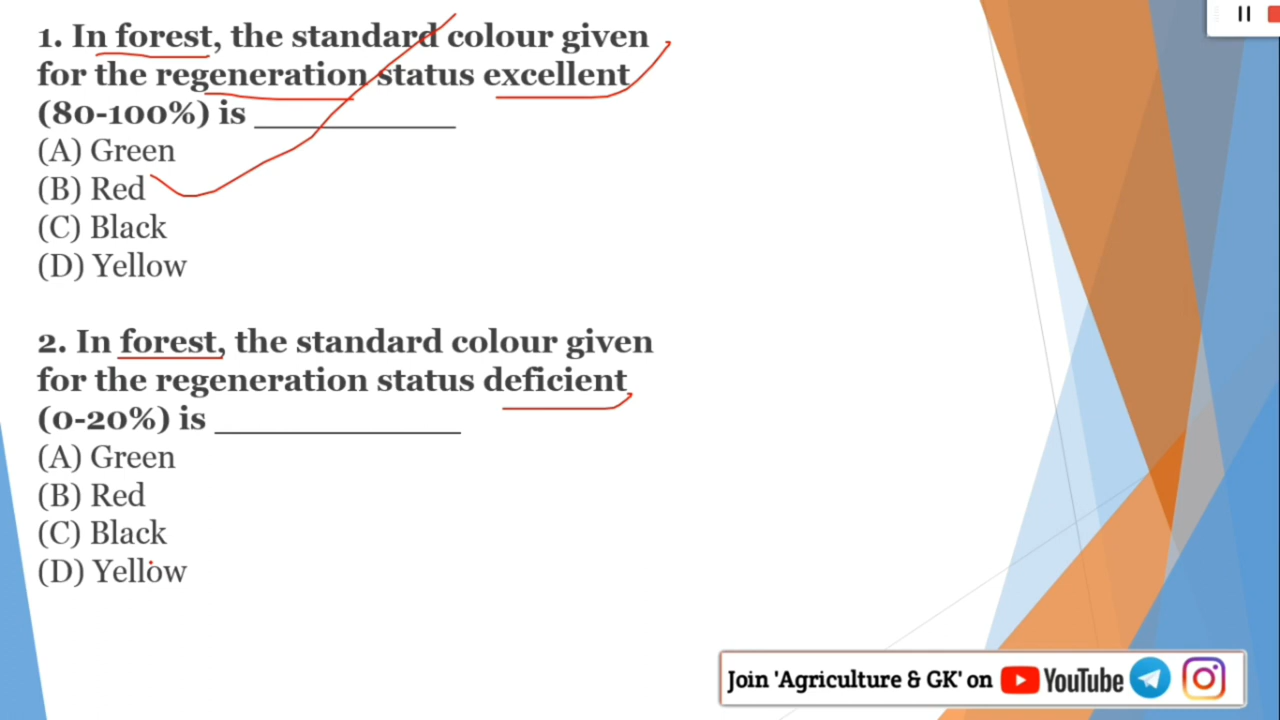 1. In forest, the standard colour given
for the regeneration status excellent
(80-100%) is ______________
(A) Green
(B) Red
(C) Black
(D) Yellow
2. In forest, the standard colour given
for the regeneration status deficient
(0-20%) is _________________
(A) Green
(B) Red
(C) Black
(D) Yellow
Join 'Agriculture & GK' on YouTube